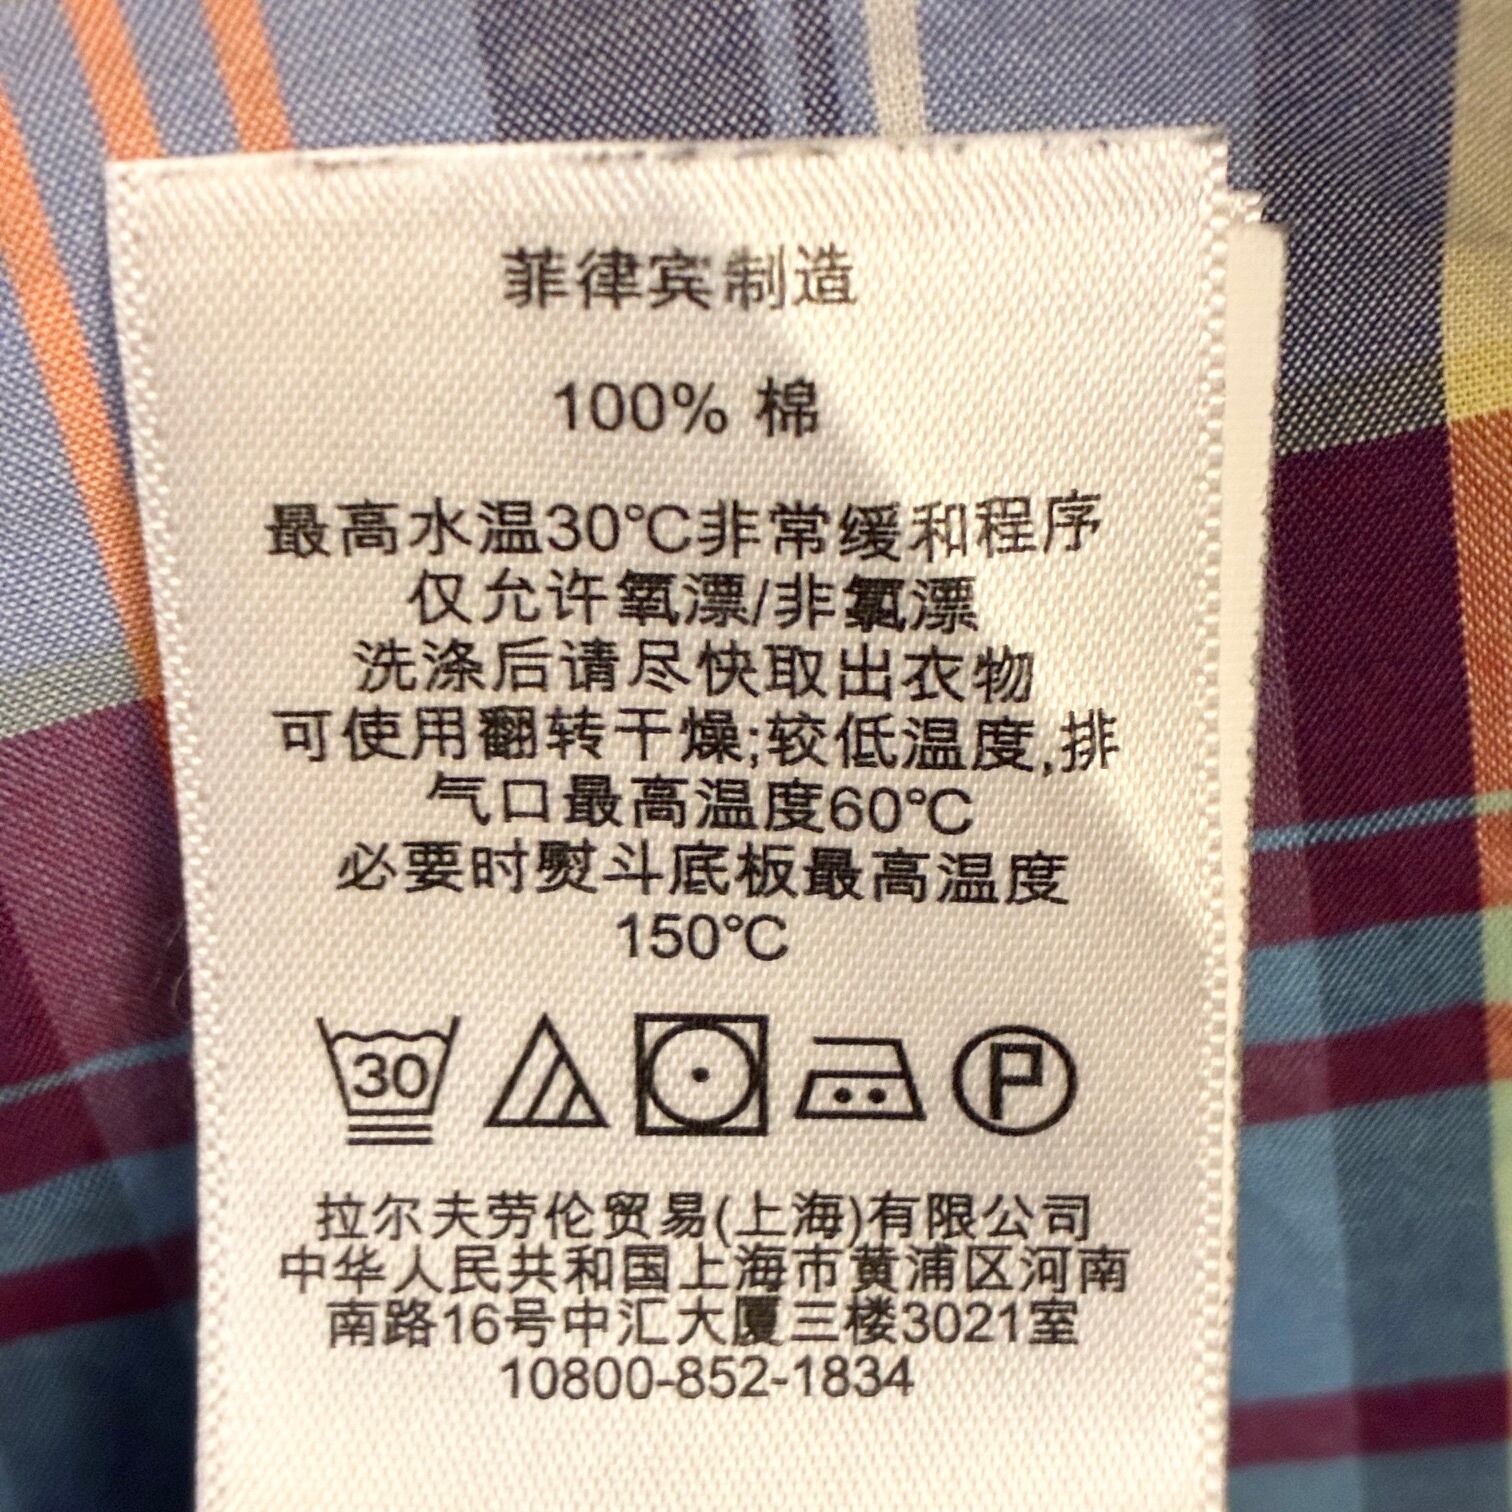 菲律宾制造
100% 棉
最高水温30℃非常缓和程序
仅允许氧漂/非氯漂
洗涤后请尽快取出衣物
可使用翻转干燥;较低温度,排
气口最高温度60℃
必要时熨斗底板最高温度
150℃
30
P
拉尔夫劳伦贸易(上海)有限公司
中华人民共和国上海市黄浦区河南
南路16号中汇大厦三楼3021室
10800-852-1834